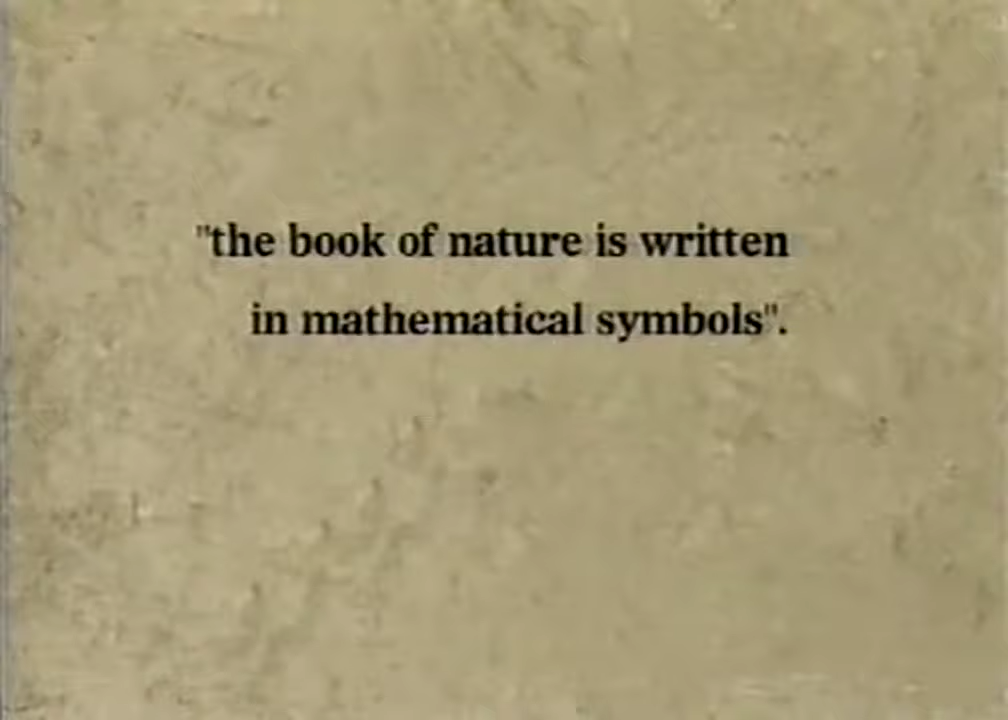 "the book of nature is written
in mathematical symbols".